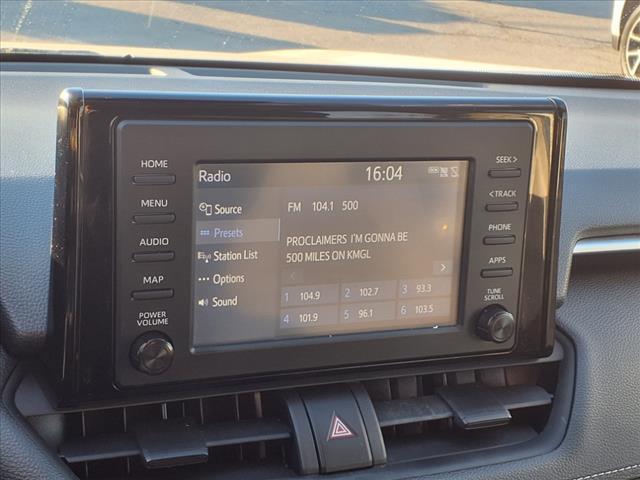 HOME
MENU
AUDIO
MAP
POWER
VOLUME
Radio
16:04
Source
Presets
Station List
Options
Sound
FM 104.1 500
PROCLAIMERS I'M GONNA BE
500 MILES ON KMGL
1 104.9 2 102.7 3 93.3
4 101.9 5 96.1 6 103.5
SEEK >
< TRACK
PHONE
APPS
TUNE
SCROLL